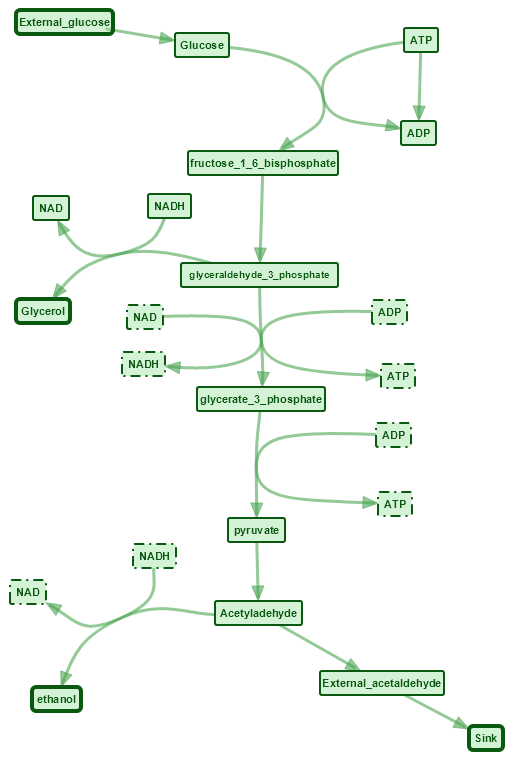 External_glucose
Glucose
ATP
ADP
fructose_1_6_bisphosphate
NAD
NADH
glyceraldehyde_3_phosphate
Glycerol
NAD
ADP
NADH
ATP
glycerate_3_phosphate
ADP
ATP
pyruvate
NADH
NAD
Acetyladehyde
External_acetaldehyde
ethanol
Sink